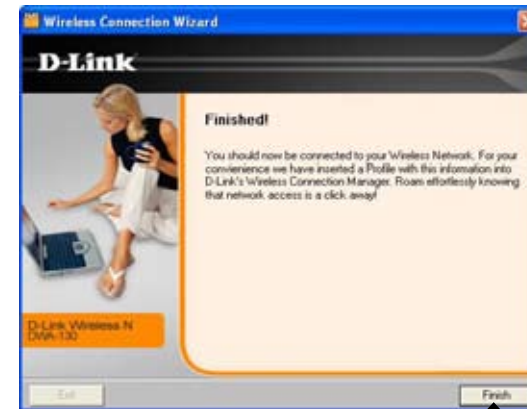 Wireless Connection Wizard
D-Link
Finished!
You should now be connected to your Wireless Network. For your
convienience we have inserted a Profile with this information into
D-Link's Wireless Connection Manager. Roam effortlessly knowing
that network access is a click away!
D-Link Wireless N
DWA-130
Exit
Finish